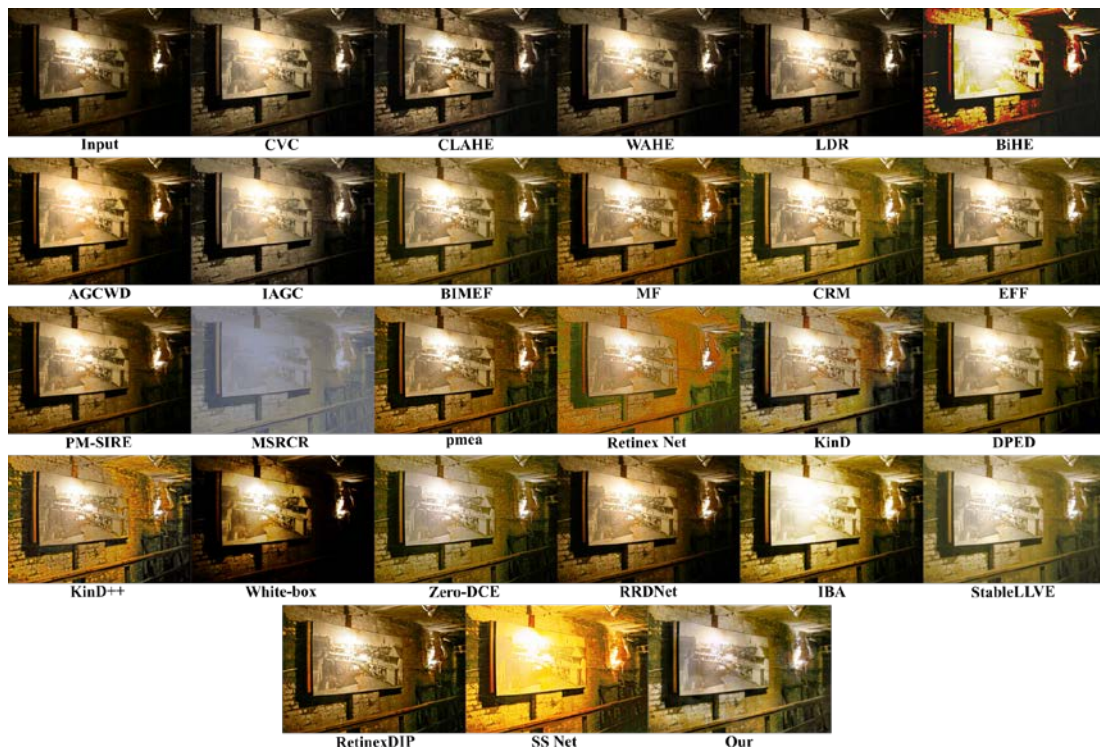 Input CVC CLAHE WAHE LDR BiHE
AGCWD IAGC BIMEF MF CRM EFF
PM-SIRE MSRCR pmea Retinex Net KinD DPED
KinD++ White-box Zero-DCE RRDNet IBA StableLLVE
RetinexDIP SS Net Our